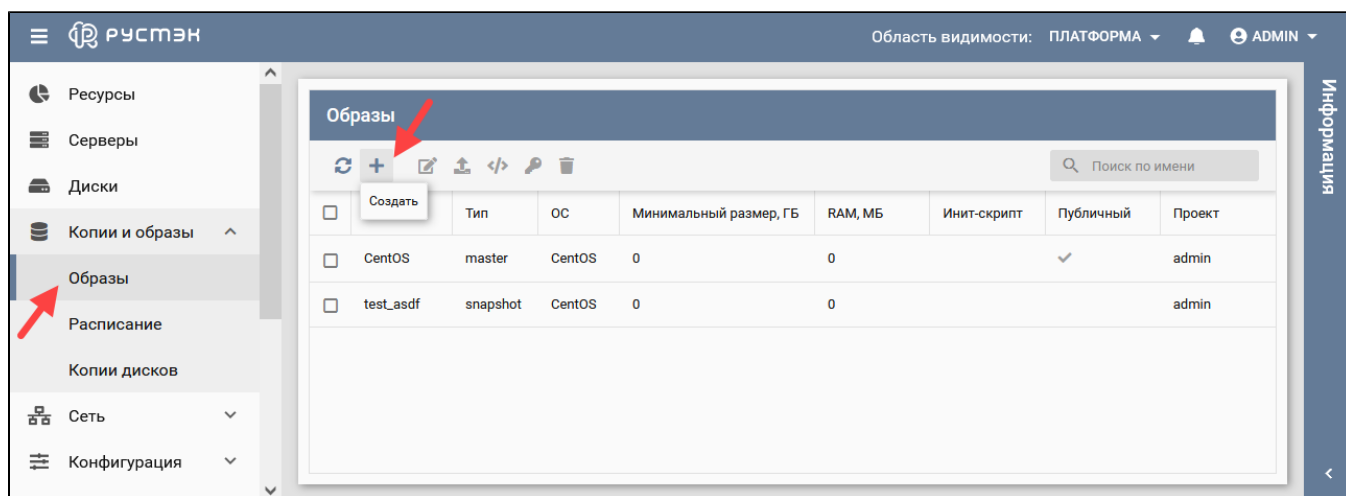 РУСТЭК
Область видимости: ПЛАТФОРМА ADMIN
Ресурсы
Серверы
Диски
Копии и образы
Образы
Расписание
Копии дисков
Сеть
Конфигурация
Образы
Поиск по имени
Создать
Тип ОС Минимальный размер, ГБ RAM, МБ Инит-скрипт Публичный Проект
CentOS master CentOS 0 0 admin
test_asdf snapshot CentOS 0 0 admin
Информация